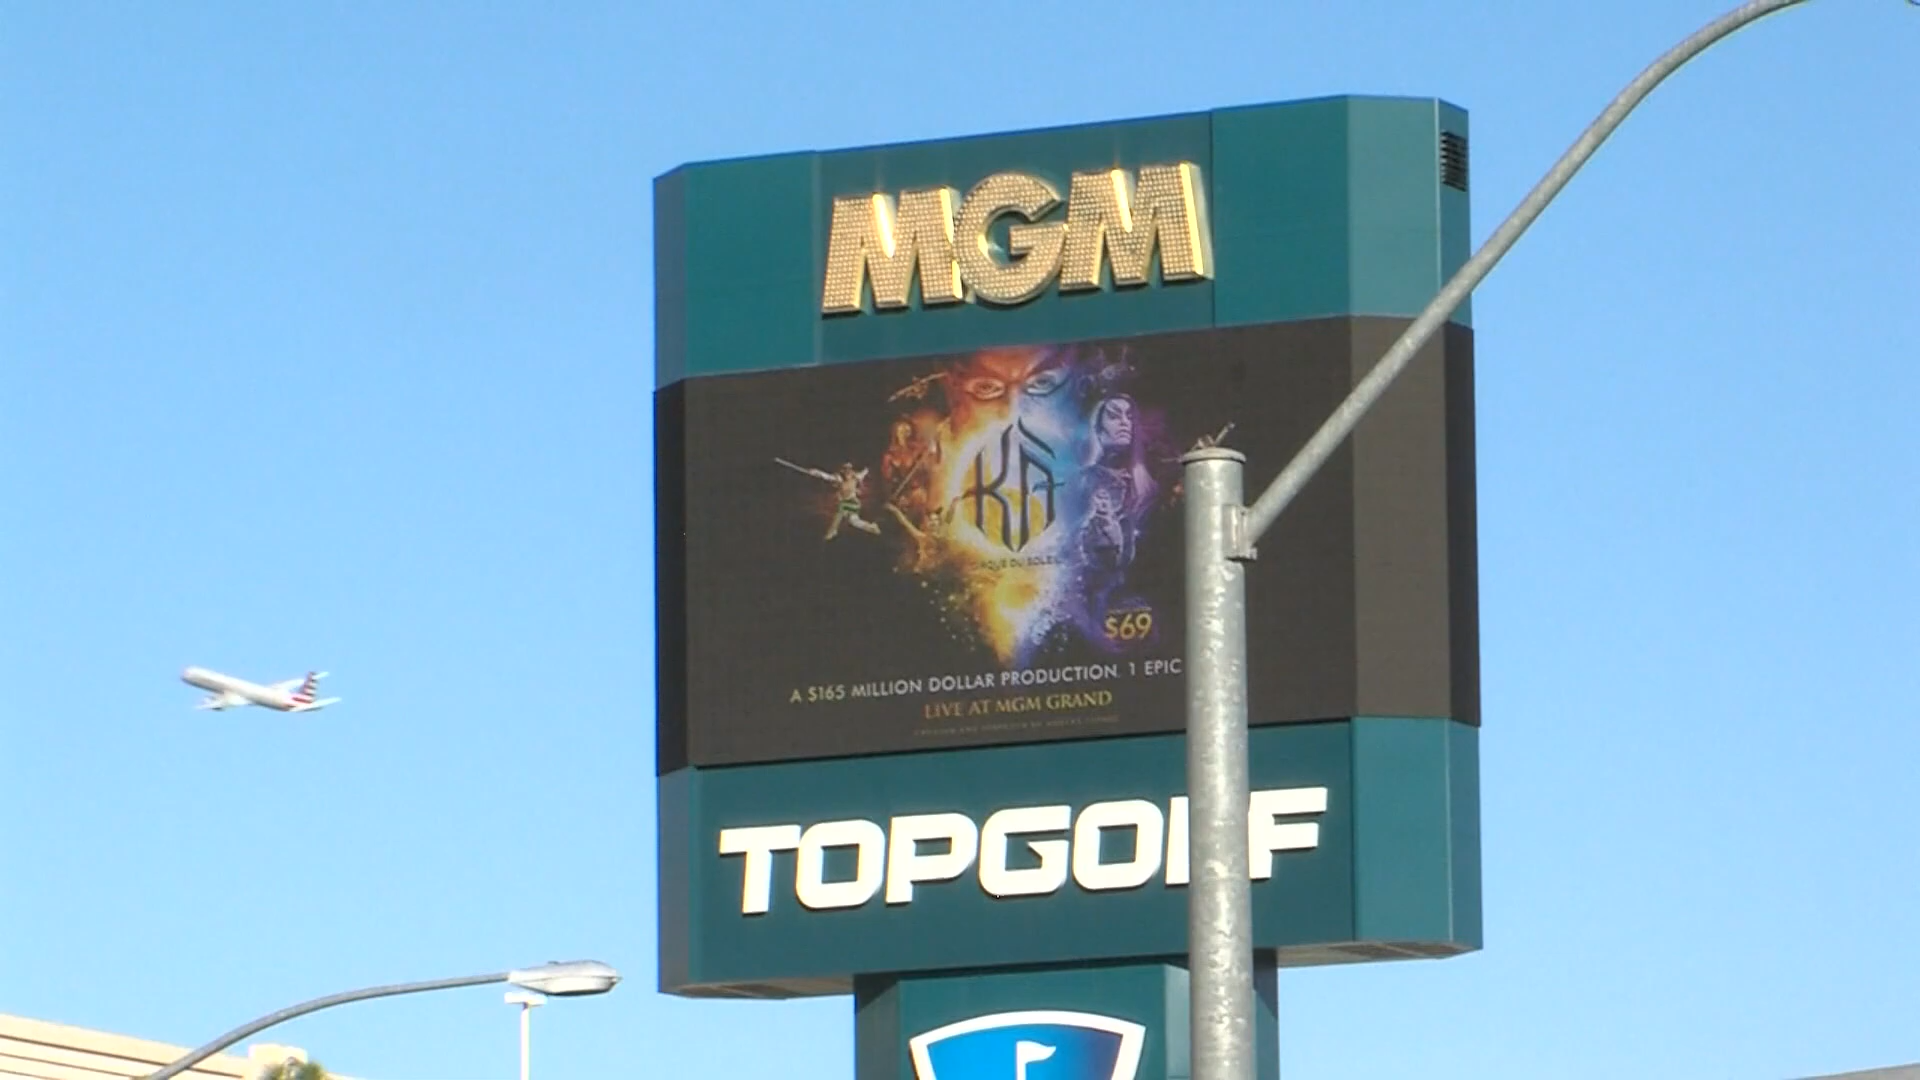 MGM
KÀ
CIRQUE DU SOLEIL
$69
A $165 MILLION DOLLAR PRODUCTION. 1 EPIC
LIVE AT MGM GRAND
TOPGOLF